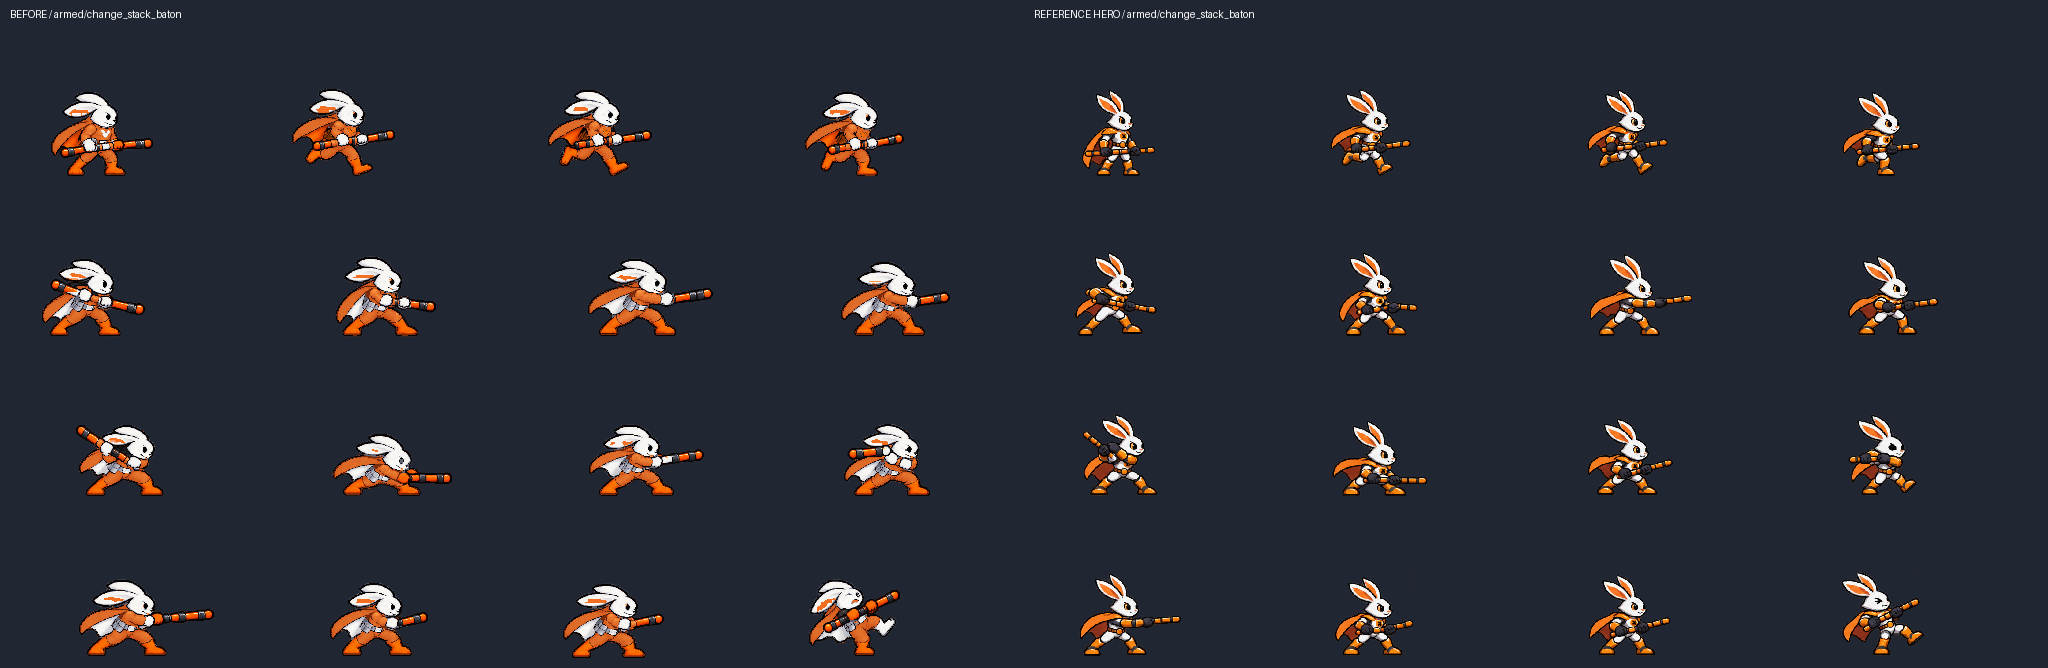 BEFORE / armed/change_stack_baton
REFERENCE HERO / armed/change_stack_baton